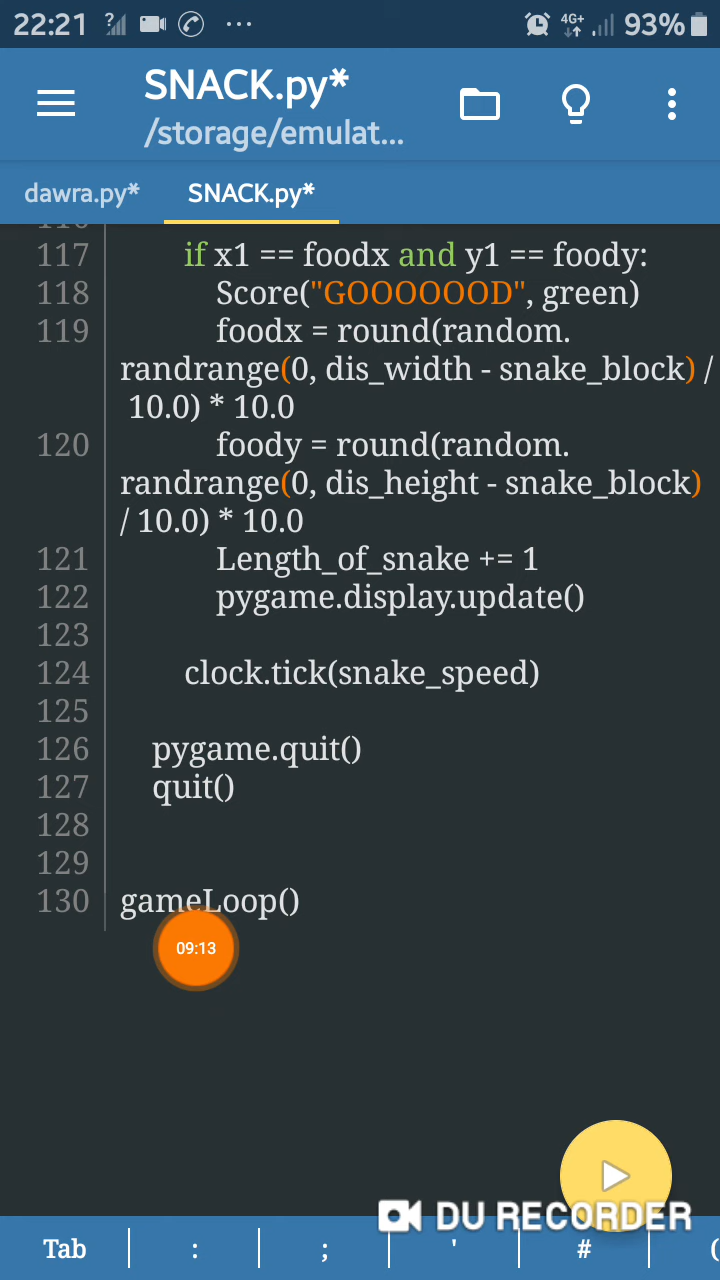 22:21 ? ... 4G+ 93%
SNACK.py*
/storage/emulat...
dawra.py* SNACK.py*
117 if x1 == foodx and y1 == foody:
118 Score("GOOOOOOD", green)
119 foodx = round(random.
randrange(0, dis_width - snake_block) /
10.0) * 10.0
120 foody = round(random.
randrange(0, dis_height - snake_block)
/ 10.0) * 10.0
121 Length_of_snake += 1
122 pygame.display.update()
123
124 clock.tick(snake_speed)
125
126 pygame.quit()
127 quit()
128
129
130 gameLoop()
09:13
DU RECORDER
Tab : ; ' # (